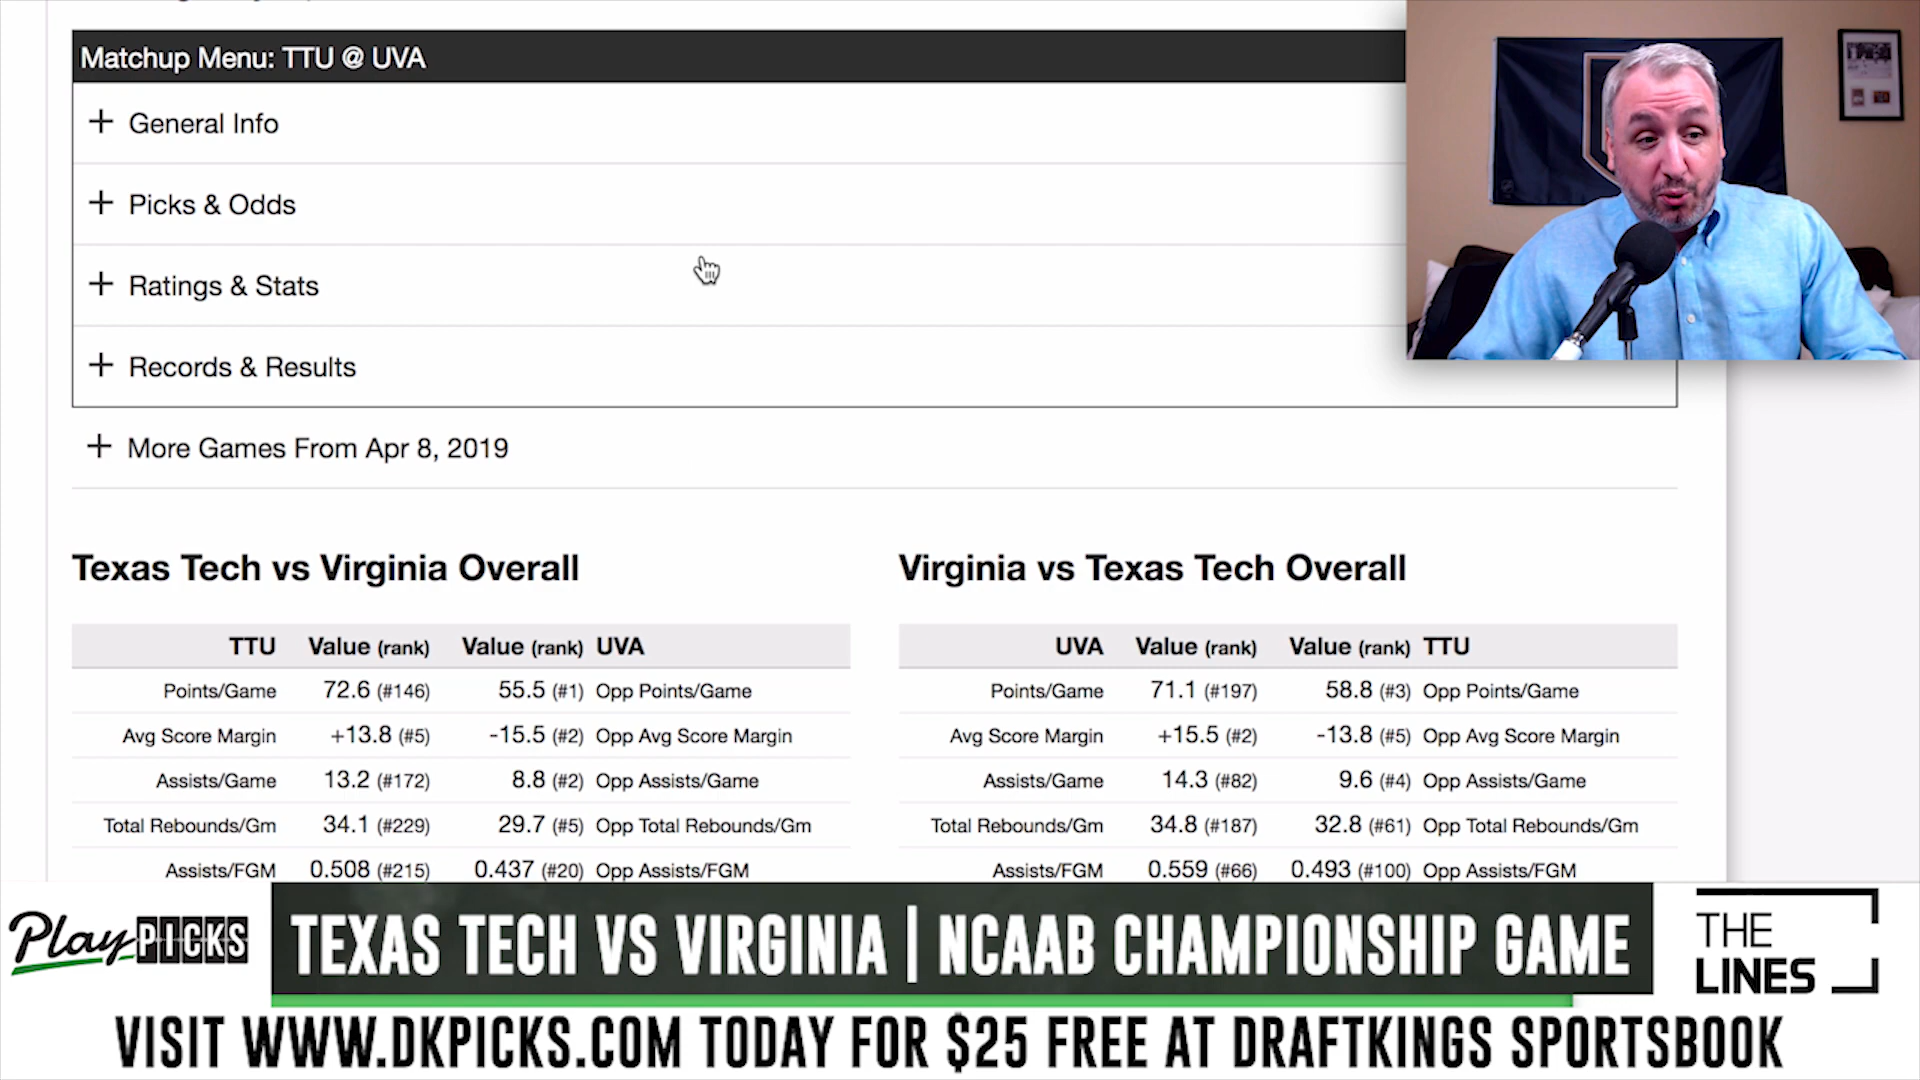 Matchup Menu: TTU @ UVA
+ General Info
+ Picks & Odds
+ Ratings & Stats
+ Records & Results
+ More Games From Apr 8, 2019
Texas Tech vs Virginia Overall
TTU Value (rank) Value (rank) UVA
Points/Game 72.6 (#146) 55.5 (#1) Opp Points/Game
Avg Score Margin +13.8 (#5) -15.5 (#2) Opp Avg Score Margin
Assists/Game 13.2 (#172) 8.8 (#2) Opp Assists/Game
Total Rebounds/Gm 34.1 (#229) 29.7 (#5) Opp Total Rebounds/Gm
Assists/FGM 0.508 (#215) 0.437 (#20) Opp Assists/FGM
Virginia vs Texas Tech Overall
UVA Value (rank) Value (rank) TTU
Points/Game 71.1 (#197) 58.8 (#3) Opp Points/Game
Avg Score Margin +15.5 (#2) -13.8 (#5) Opp Avg Score Margin
Assists/Game 14.3 (#82) 9.6 (#4) Opp Assists/Game
Total Rebounds/Gm 34.8 (#187) 32.8 (#61) Opp Total Rebounds/Gm
Assists/FGM 0.559 (#66) 0.493 (#100) Opp Assists/FGM
Play PICKS
TEXAS TECH VS VIRGINIA | NCAAB CHAMPIONSHIP GAME
THE
LINES
VISIT WWW.DKPICKS.COM TODAY FOR $25 FREE AT DRAFTKINGS SPORTSBOOK